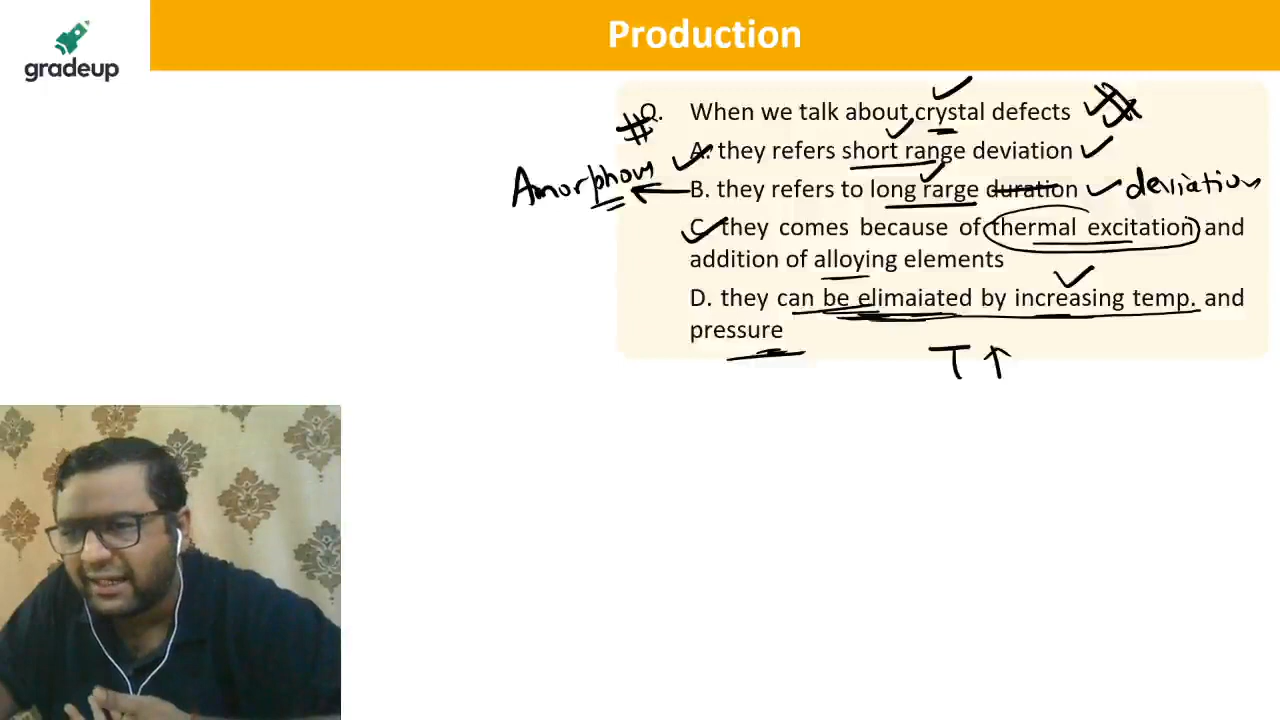 Production
gradeup
Q. When we talk about crystal defects
A. they refers short range deviation
Amorphous
B. they refers to long rarge duration deviation
C. they comes because of thermal excitation and
addition of alloying elements
D. they can be elimaiated by increasing temp. and
pressure
T ↑